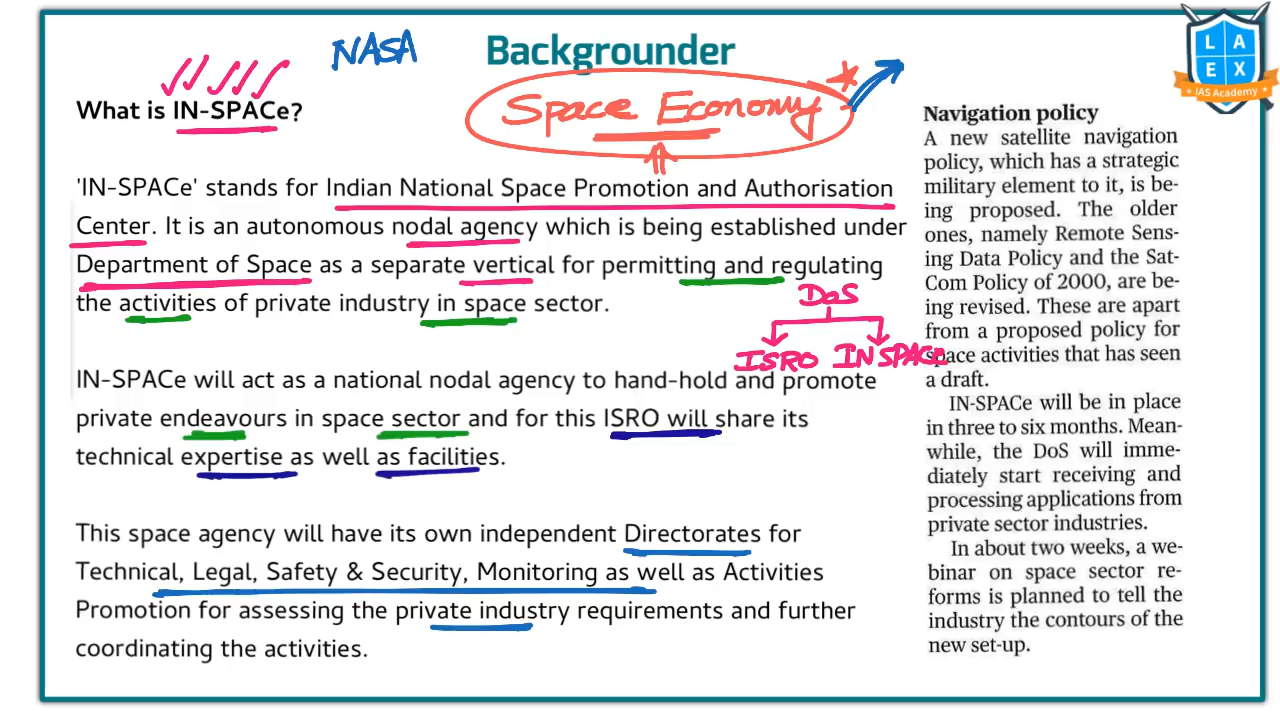 NASA
Backgrounder
Space Economy
What is IN-SPACe?
'IN-SPACe' stands for Indian National Space Promotion and Authorisation
Center. It is an autonomous nodal agency which is being established under
Department of Space as a separate vertical for permitting and regulating
the activities of private industry in space sector.
DoS
ISRO INSPACe
IN-SPACe will act as a national nodal agency to hand-hold and promote
private endeavours in space sector and for this ISRO will share its
technical expertise as well as facilities.
This space agency will have its own independent Directorates for
Technical, Legal, Safety & Security, Monitoring as well as Activities
Promotion for assessing the private industry requirements and further
coordinating the activities.
Navigation policy
A new satellite navigation
policy, which has a strategic
military element to it, is be-
ing proposed. The older
ones, namely Remote Sens-
ing Data Policy and the Sat-
Com Policy of 2000, are be-
ing revised. These are apart
from a proposed policy for
space activities that has seen
a draft.
IN-SPACe will be in place
in three to six months. Mean-
while, the DoS will imme-
diately start receiving and
processing applications from
private sector industries.
In about two weeks, a we-
binar on space sector re-
forms is planned to tell the
industry the contours of the
new set-up.
L A
E X
IAS Academy